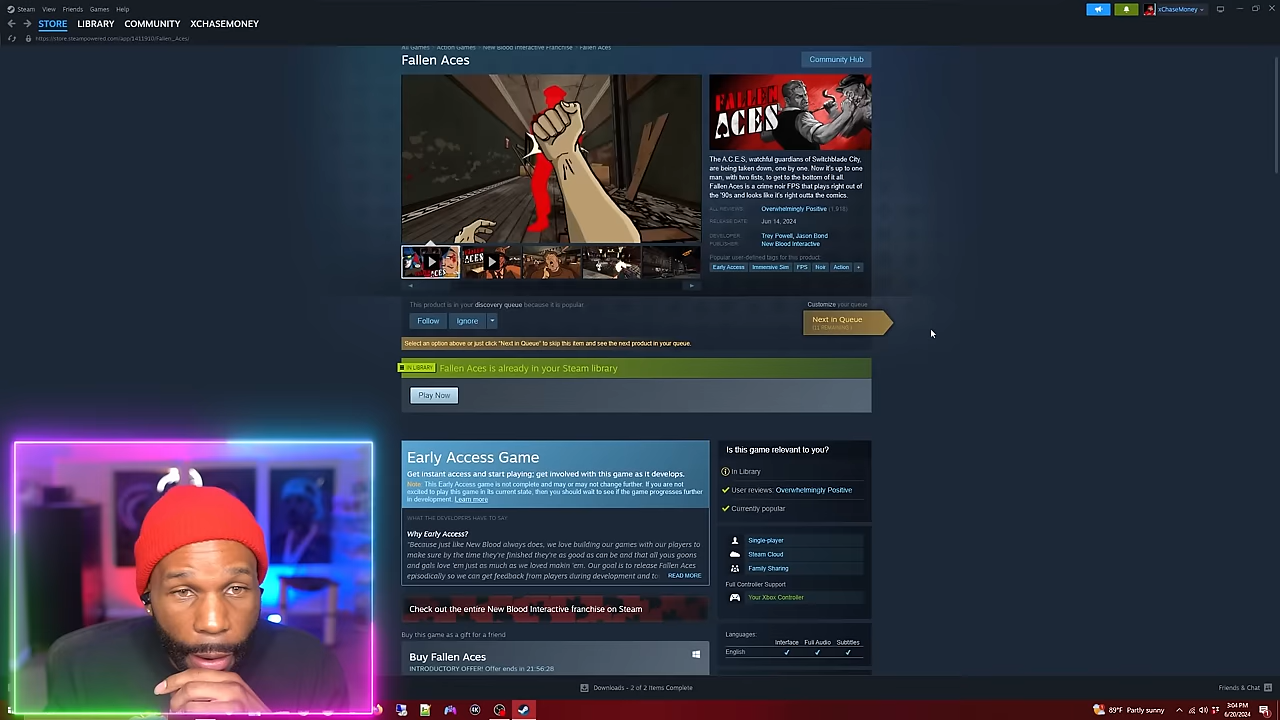 Steam View Friends Games Help
xChaseMoney
STORE LIBRARY COMMUNITY XCHASEMONEY
https://store.steampowered.com/app/1411910/Fallen_Aces/
All Games Action Games New Blood Interactive Franchise Fallen Aces
Fallen Aces
Community Hub
FALLEN
ACES
The A.C.E.S, watchful guardians of Switchblade City,
are being taken down, one by one. Now it's up to one
man, with two fists, to get to the bottom of it all.
Fallen Aces is a crime noir FPS that plays right out of
the '90s and looks like it's right outta the comics.
ALL REVIEWS: Overwhelmingly Positive (1,918)
RELEASE DATE: Jun 14, 2024
DEVELOPER: Trey Powell, Jason Bond
PUBLISHER: New Blood Interactive
Popular user-defined tags for this product:
Early Access Immersive Sim FPS Noir Action +
This product is in your discovery queue because it is popular.
Customize your queue
Follow Ignore
Next in Queue
(11 REMAINING )
Select an option above or just click "Next in Queue" to skip this item and see the next product in your queue.
IN LIBRARY Fallen Aces is already in your Steam library
Play Now
Early Access Game
Get instant access and start playing; get involved with this game as it develops.
Note: This Early Access game is not complete and may or may not change further. If you are
not excited to play this game in its current state, then you should wait to see if the game progresses further
in development. Learn more
WHAT THE DEVELOPERS HAVE TO SAY:
Why Early Access?
"Because just like New Blood always does, we love building our games with our players to
make sure by the time they're finished they're as good as can be and that all yous goons
and gals love 'em just as much as we loved makin' em. Our goal is to release Fallen Aces
episodically so we can get feedback from players during development and to READ MORE
Check out the entire New Blood Interactive franchise on Steam
Buy this game as a gift for a friend
Buy Fallen Aces
INTRODUCTORY OFFER! Offer ends in 21:56:28
Is this game relevant to you?
In Library
User reviews: Overwhelmingly Positive
Currently popular
Single-player
Steam Cloud
Family Sharing
Full Controller Support
Your Xbox Controller
Languages:
Interface Full Audio Subtitles
English ✔ ✔ ✔
Downloads - 2 of 2 Items Complete
Friends & Chat
89°F Partly sunny
3:04 PM
6/20/2024